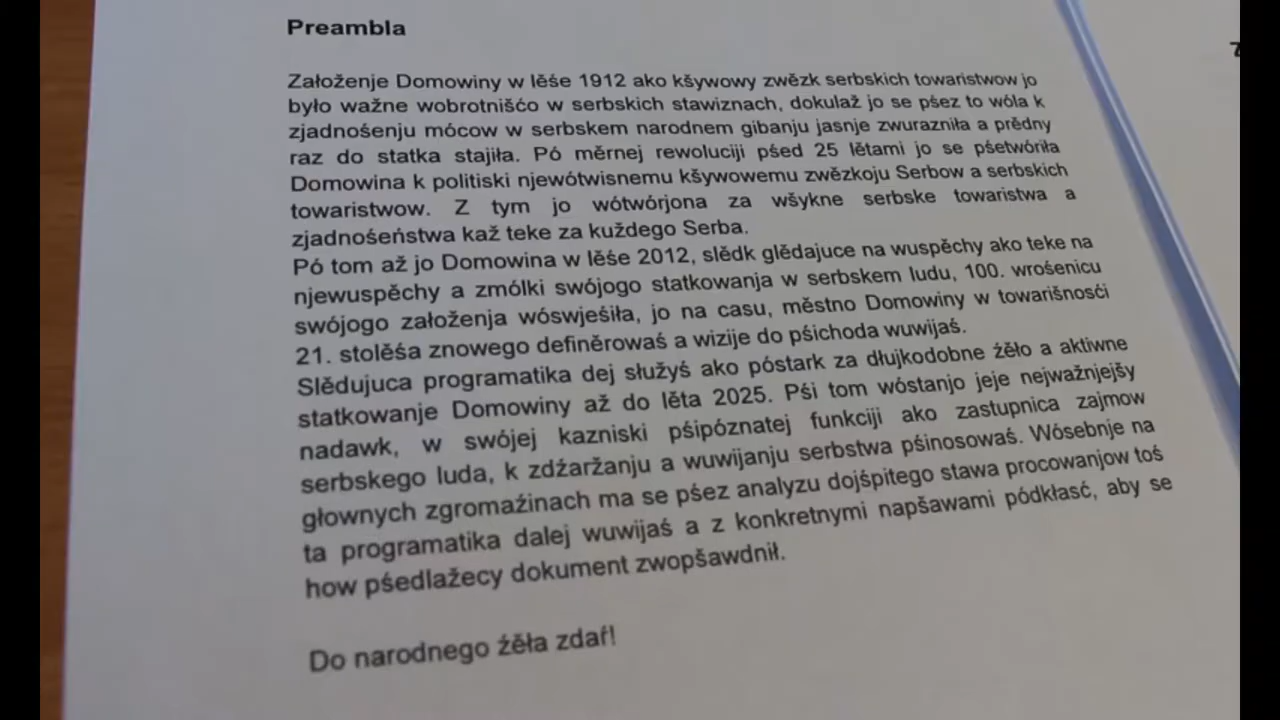 Preambla
Założenje Domowiny w lěśe 1912 ako kšywowy zwězk serbskich towaristwow jo
było ważne wobrotnišćo w serbskich stawiznach, dokulaž jo se pśez to wóla k
zjadnośenju mócow w serbskem narodnem gibanju jasnje zwurazniła a prědny
raz do statka stajiła. Pó měrnej rewoluciji pśed 25 lětami jo se pśetwóriła
Domowina k politiski njewótwisnemu kšywowemu zwězkoju Serbow a serbskich
towaristwow. Z tym jo wótwórjona za wšykne serbske towaristwa a
zjadnośeństwa kaž teke za kuždego Serba.
Pó tom až jo Domowina w lěśe 2012, slědk glědajuce na wuspěchy ako teke na
njewuspěchy a zmólki swójogo statkowanja w serbskem ludu, 100. wrośenicu
swójogo założenja wóswjeśiła, jo na casu, městno Domowiny w towarišnosći
21. stolěśa znowego definěrowaś a wizije do pśichoda wuwijaś.
Slědujuca programatika dej służyś ako póstark za dłujkodobne źěło a aktiwne
statkowanje Domowiny až do lěta 2025. Pśi tom wóstanjo jeje nejważnjejšy
nadawk, w swójej kazniski pśipóznatej funkciji ako zastupnica zajmow
serbskego luda, k zdźaržanju a wuwijanju serbstwa pśinosowaś. Wósebnje na
głownych zgromaźinach ma se pśez analyzu dojśpitego stawa procowanjow toś
ta programatika dalej wuwijaś a z konkretnymi napšawami pódkłasć, aby se
how pśedlažecy dokument zwopšawdnił.
Do narodnego źěła zdaŕ!
7